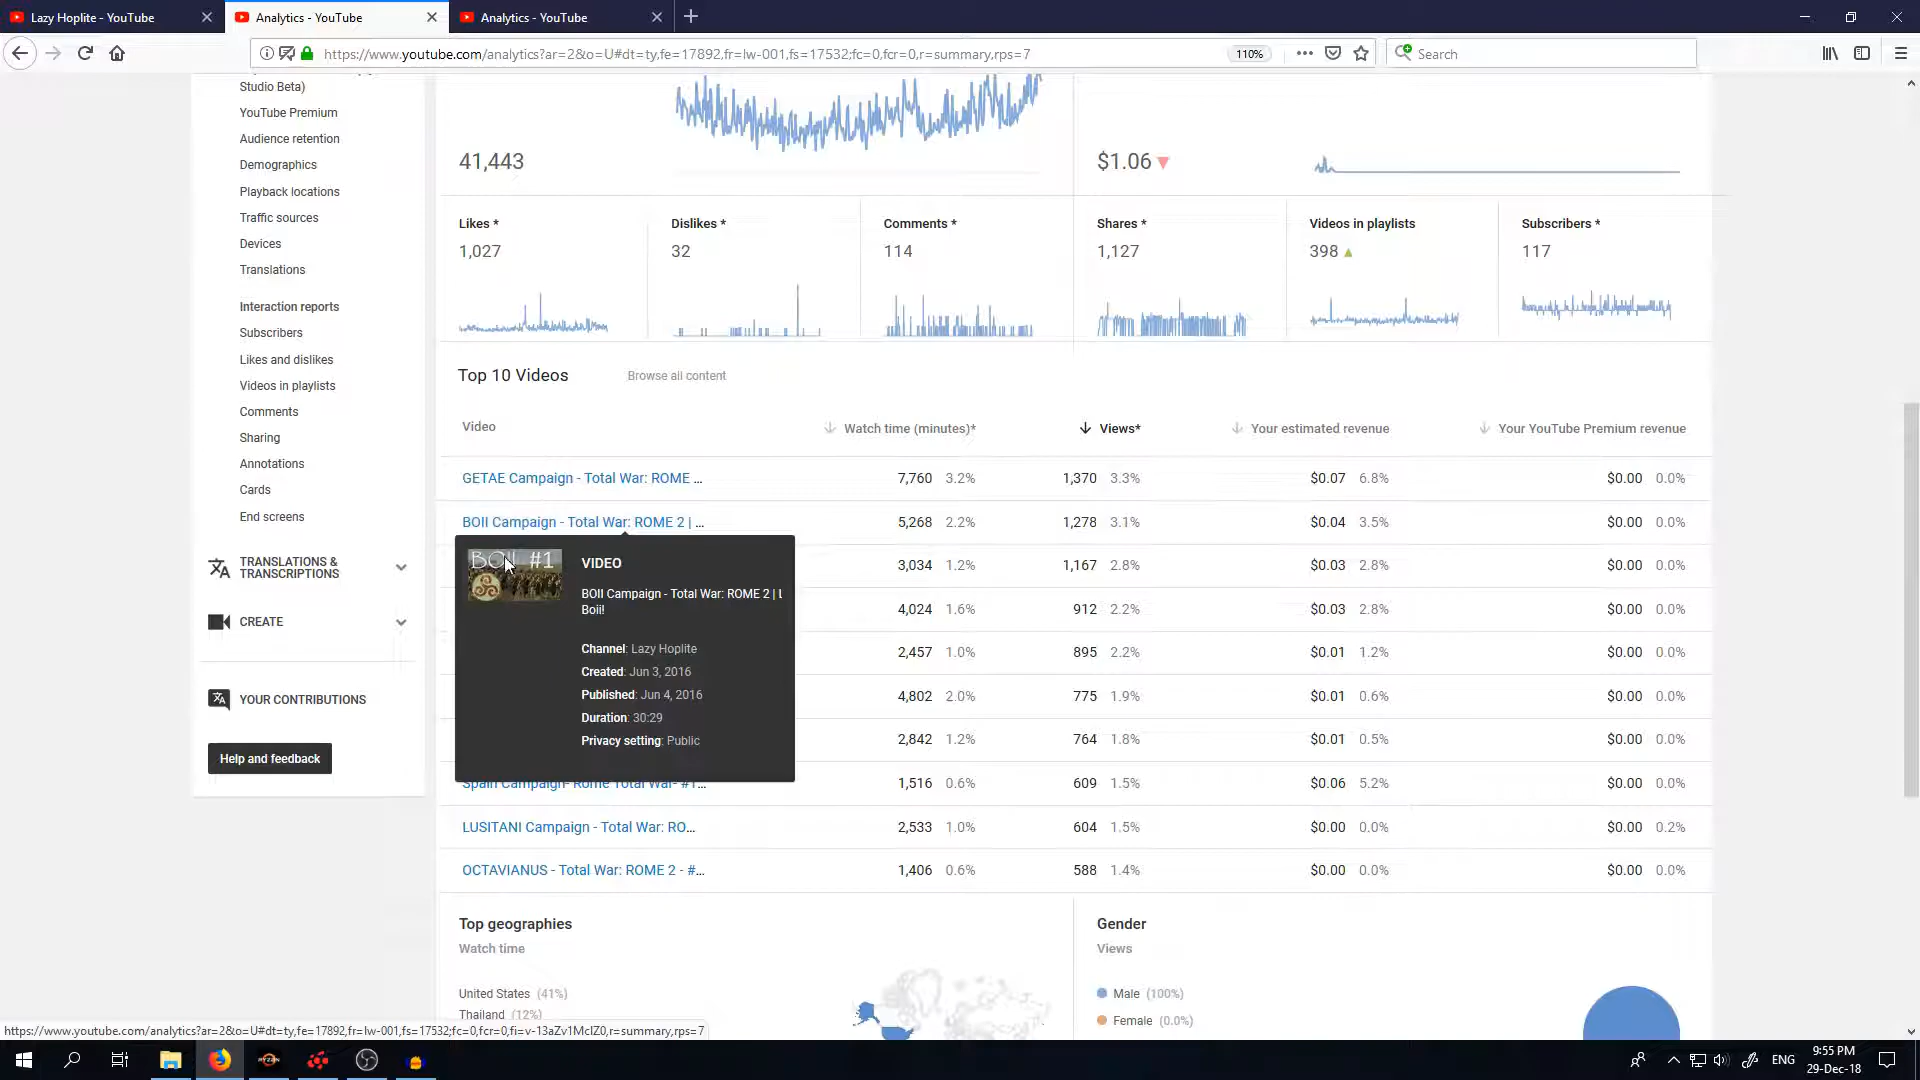 Lazy Hoplite - YouTube
Analytics - YouTube
Analytics - YouTube
https://www.youtube.com/analytics?ar=2&o=U#dt=ty,fe=17892,fr=lw-001,fs=17532;fc=0,fcr=0,r=summary,rps=7
110%
Search
Studio Beta)
YouTube Premium
Audience retention
Demographics
Playback locations
Traffic sources
Devices
Translations
Interaction reports
Subscribers
Likes and dislikes
Videos in playlists
Comments
Sharing
Annotations
Cards
End screens
TRANSLATIONS &
TRANSCRIPTIONS
CREATE
YOUR CONTRIBUTIONS
Help and feedback
41,443
$1.06
Likes *
1,027
Dislikes *
32
Comments *
114
Shares *
1,127
Videos in playlists
398
Subscribers *
117
Top 10 Videos
Browse all content
Video Watch time (minutes)* Views* Your estimated revenue Your YouTube Premium revenue
GETAE Campaign - Total War: ROME ... 7,760 3.2% 1,370 3.3% $0.07 6.8% $0.00 0.0%
BOII Campaign - Total War: ROME 2 | ... 5,268 2.2% 1,278 3.1% $0.04 3.5% $0.00 0.0%
3,034 1.2% 1,167 2.8% $0.03 2.8% $0.00 0.0%
4,024 1.6% 912 2.2% $0.03 2.8% $0.00 0.0%
2,457 1.0% 895 2.2% $0.01 1.2% $0.00 0.0%
4,802 2.0% 775 1.9% $0.01 0.6% $0.00 0.0%
2,842 1.2% 764 1.8% $0.01 0.5% $0.00 0.0%
Spain Campaign- Rome Total War- #1... 1,516 0.6% 609 1.5% $0.06 5.2% $0.00 0.0%
LUSITANI Campaign - Total War: RO... 2,533 1.0% 604 1.5% $0.00 0.0% $0.00 0.2%
OCTAVIANUS - Total War: ROME 2 - #... 1,406 0.6% 588 1.4% $0.00 0.0% $0.00 0.0%
BOII #1
VIDEO
BOII Campaign - Total War: ROME 2 |
Boii!
Channel: Lazy Hoplite
Created: Jun 3, 2016
Published: Jun 4, 2016
Duration: 30:29
Privacy setting: Public
Top geographies
Watch time
United States (41%)
Thailand (12%)
Gender
Views
Male (100%)
Female (0.0%)
https://www.youtube.com/analytics?ar=2&o=U#dt=ty,fe=17892,fr=lw-001,fs=17532;fc=0,fcr=0,fi=v-13aZv1McIZ0,r=summary,rps=7
RYZEN
ENG
9:55 PM
29-Dec-18